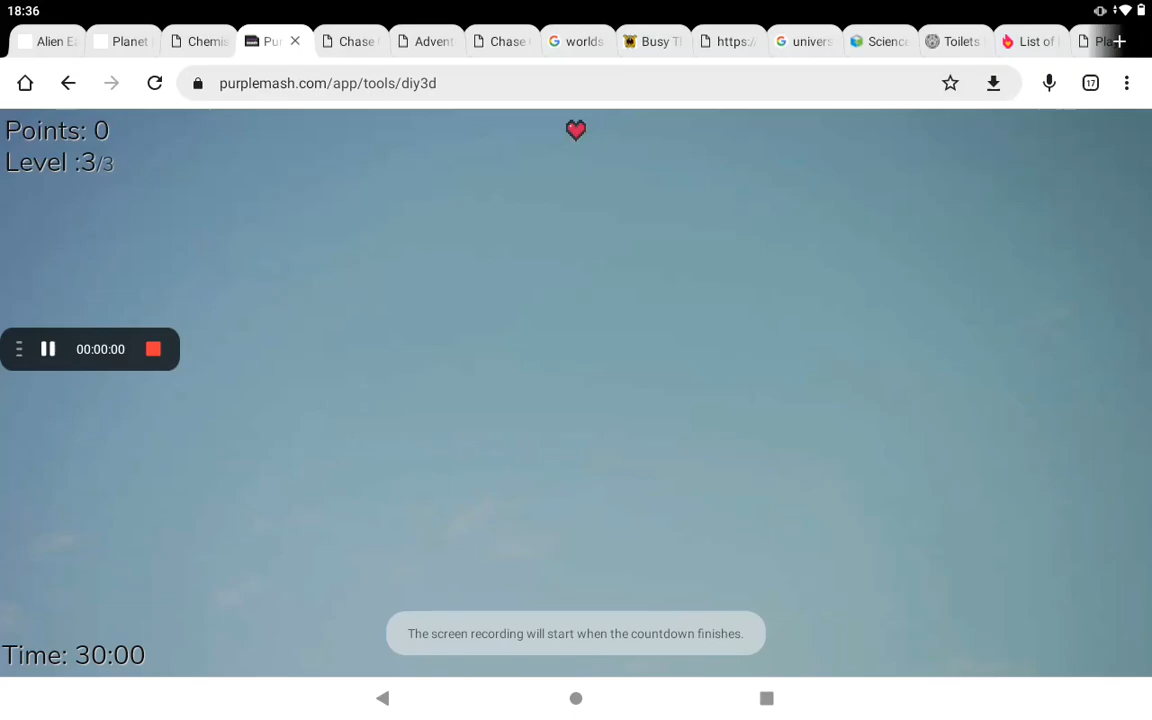 18:36
Alien Ea
Planet
Chemis
Pur
Chase
Advent
Chase
worlds
Busy Ti
https:/
univers
Science
Toilets
List of
Pla
purplemash.com/app/tools/diy3d
17
Points: 0
Level :3/3
00:00:00
The screen recording will start when the countdown finishes.
Time: 30:00